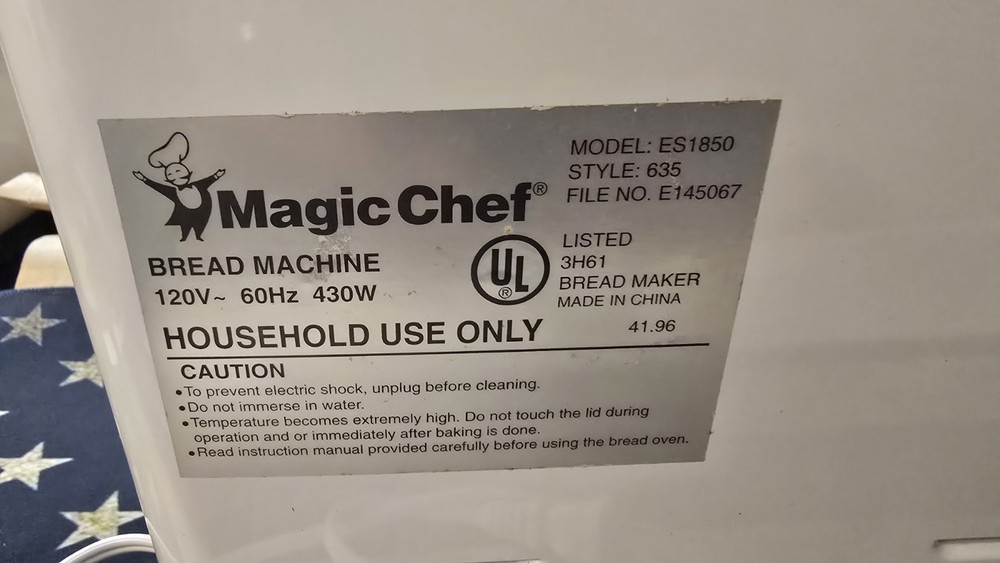 Magic Chef®
MODEL: ES1850
STYLE: 635
FILE NO. E145067
BREAD MACHINE
120V~ 60Hz 430W
UL®
LISTED
3H61
BREAD MAKER
MADE IN CHINA
41.96
HOUSEHOLD USE ONLY
CAUTION
•To prevent electric shock, unplug before cleaning.
•Do not immerse in water.
•Temperature becomes extremely high. Do not touch the lid during
operation and or immediately after baking is done.
•Read instruction manual provided carefully before using the bread oven.